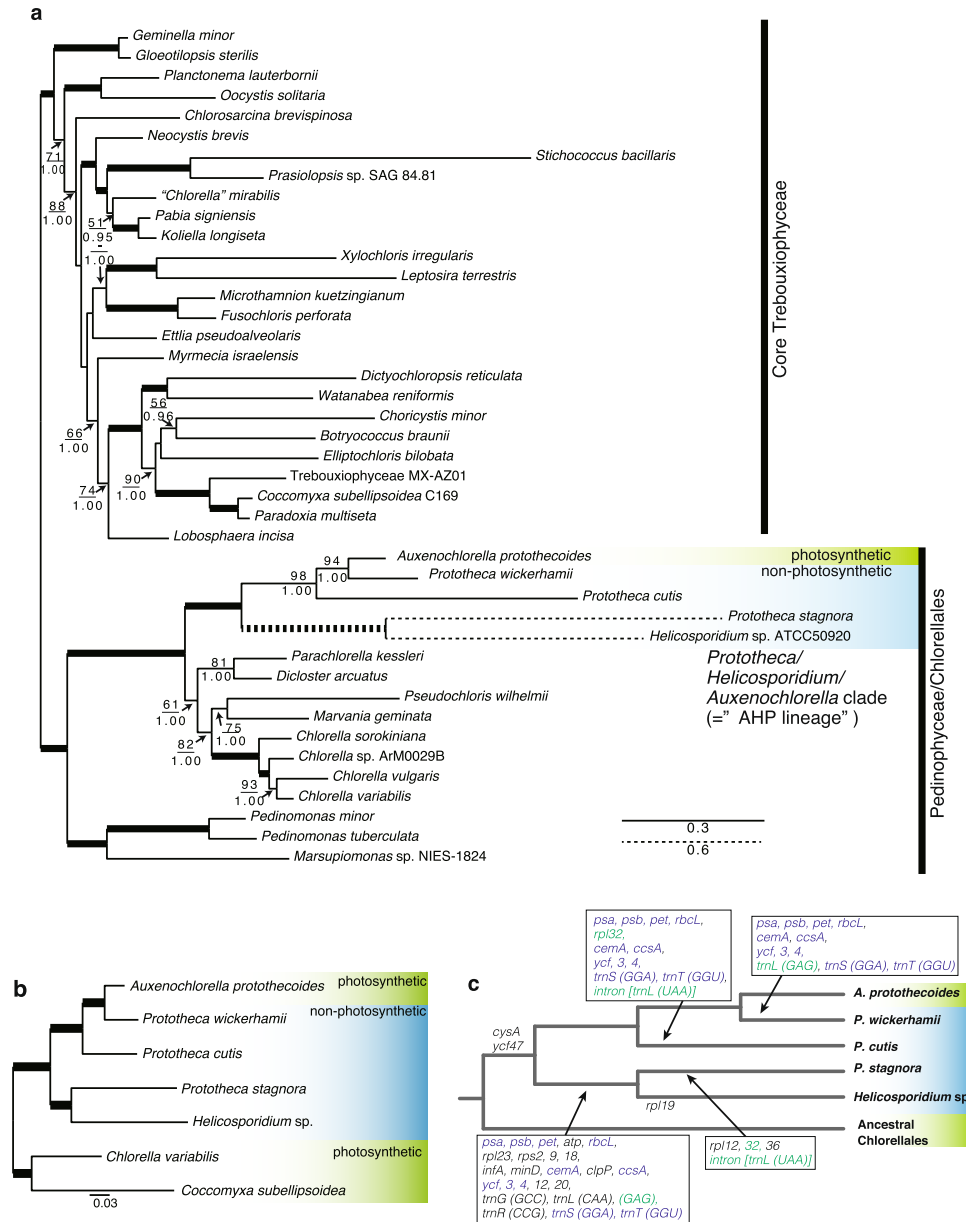 a
Geminella minor
Gloeotilopsis sterilis
Planctonema lauterbornii
Oocystis solitaria
Chlorosarcina brevispinosa
Neocystis brevis
71
1.00
Stichococcus bacillaris
Prasiolopsis sp. SAG 84.81
"Chlorella" mirabilis
88
1.00
Pabia signiensis
51
0.95
Koliella longiseta
-
1.00
Xylochloris irregularis
Leptosira terrestris
Microthamnion kuetzingianum
Fusochloris perforata
Ettlia pseudoalveolaris
Myrmecia israelensis
Dictyochloropsis reticulata
Watanabea reniformis
56
0.96
Choricystis minor
66
1.00
Botryococcus braunii
Elliptochloris bilobata
Trebouxiophyceae MX-AZ01
90
1.00
74
1.00
Coccomyxa subellipsoidea C169
Paradoxia multiseta
Lobosphaera incisa
Core Trebouxiophyceae
Auxenochlorella protothecoides
photosynthetic
94
1.00
98
1.00
Prototheca wickerhamii
non-photosynthetic
Prototheca cutis
Prototheca stagnora
Helicosporidium sp. ATCC50920
Prototheca/
Helicosporidium/
Auxenochlorella clade
(=" AHP lineage" )
Parachlorella kessleri
81
1.00
Dicloster arcuatus
Pseudochloris wilhelmii
61
1.00
Marvania geminata
75
1.00
Chlorella sorokiniana
82
1.00
Chlorella sp. ArM0029B
Chlorella vulgaris
93
1.00
Chlorella variabilis
Pedinomonas minor
Pedinomonas tuberculata
Marsupiomonas sp. NIES-1824
0.3
0.6
Pedinophyceae/Chlorellales
b
Auxenochlorella protothecoides
photosynthetic
non-photosynthetic
Prototheca wickerhamii
Prototheca cutis
Prototheca stagnora
Helicosporidium sp.
Chlorella variabilis
photosynthetic
Coccomyxa subellipsoidea
0.03
c
psa, psb, pet, rbcL,
rpl32,
cemA, ccsA,
ycf, 3, 4,
trnS (GGA), trnT (GGU),
intron [trnL (UAA)]
psa, psb, pet, rbcL,
cemA, ccsA,
ycf, 3, 4,
trnL (GAG), trnS (GGA), trnT (GGU)
cysA
ycf47
A. protothecoides
P. wickerhamii
P. cutis
P. stagnora
Helicosporidium sp
rpl19
Ancestral
Chlorellales
psa, psb, pet, atp, rbcL,
rpl23, rps2, 9, 18,
infA, minD, cemA, clpP, ccsA,
ycf, 3, 4, 12, 20,
trnG (GCC), trnL (CAA), (GAG),
trnR (CCG), trnS (GGA), trnT (GGU)
rpl12, 32, 36
intron [trnL (UAA)]